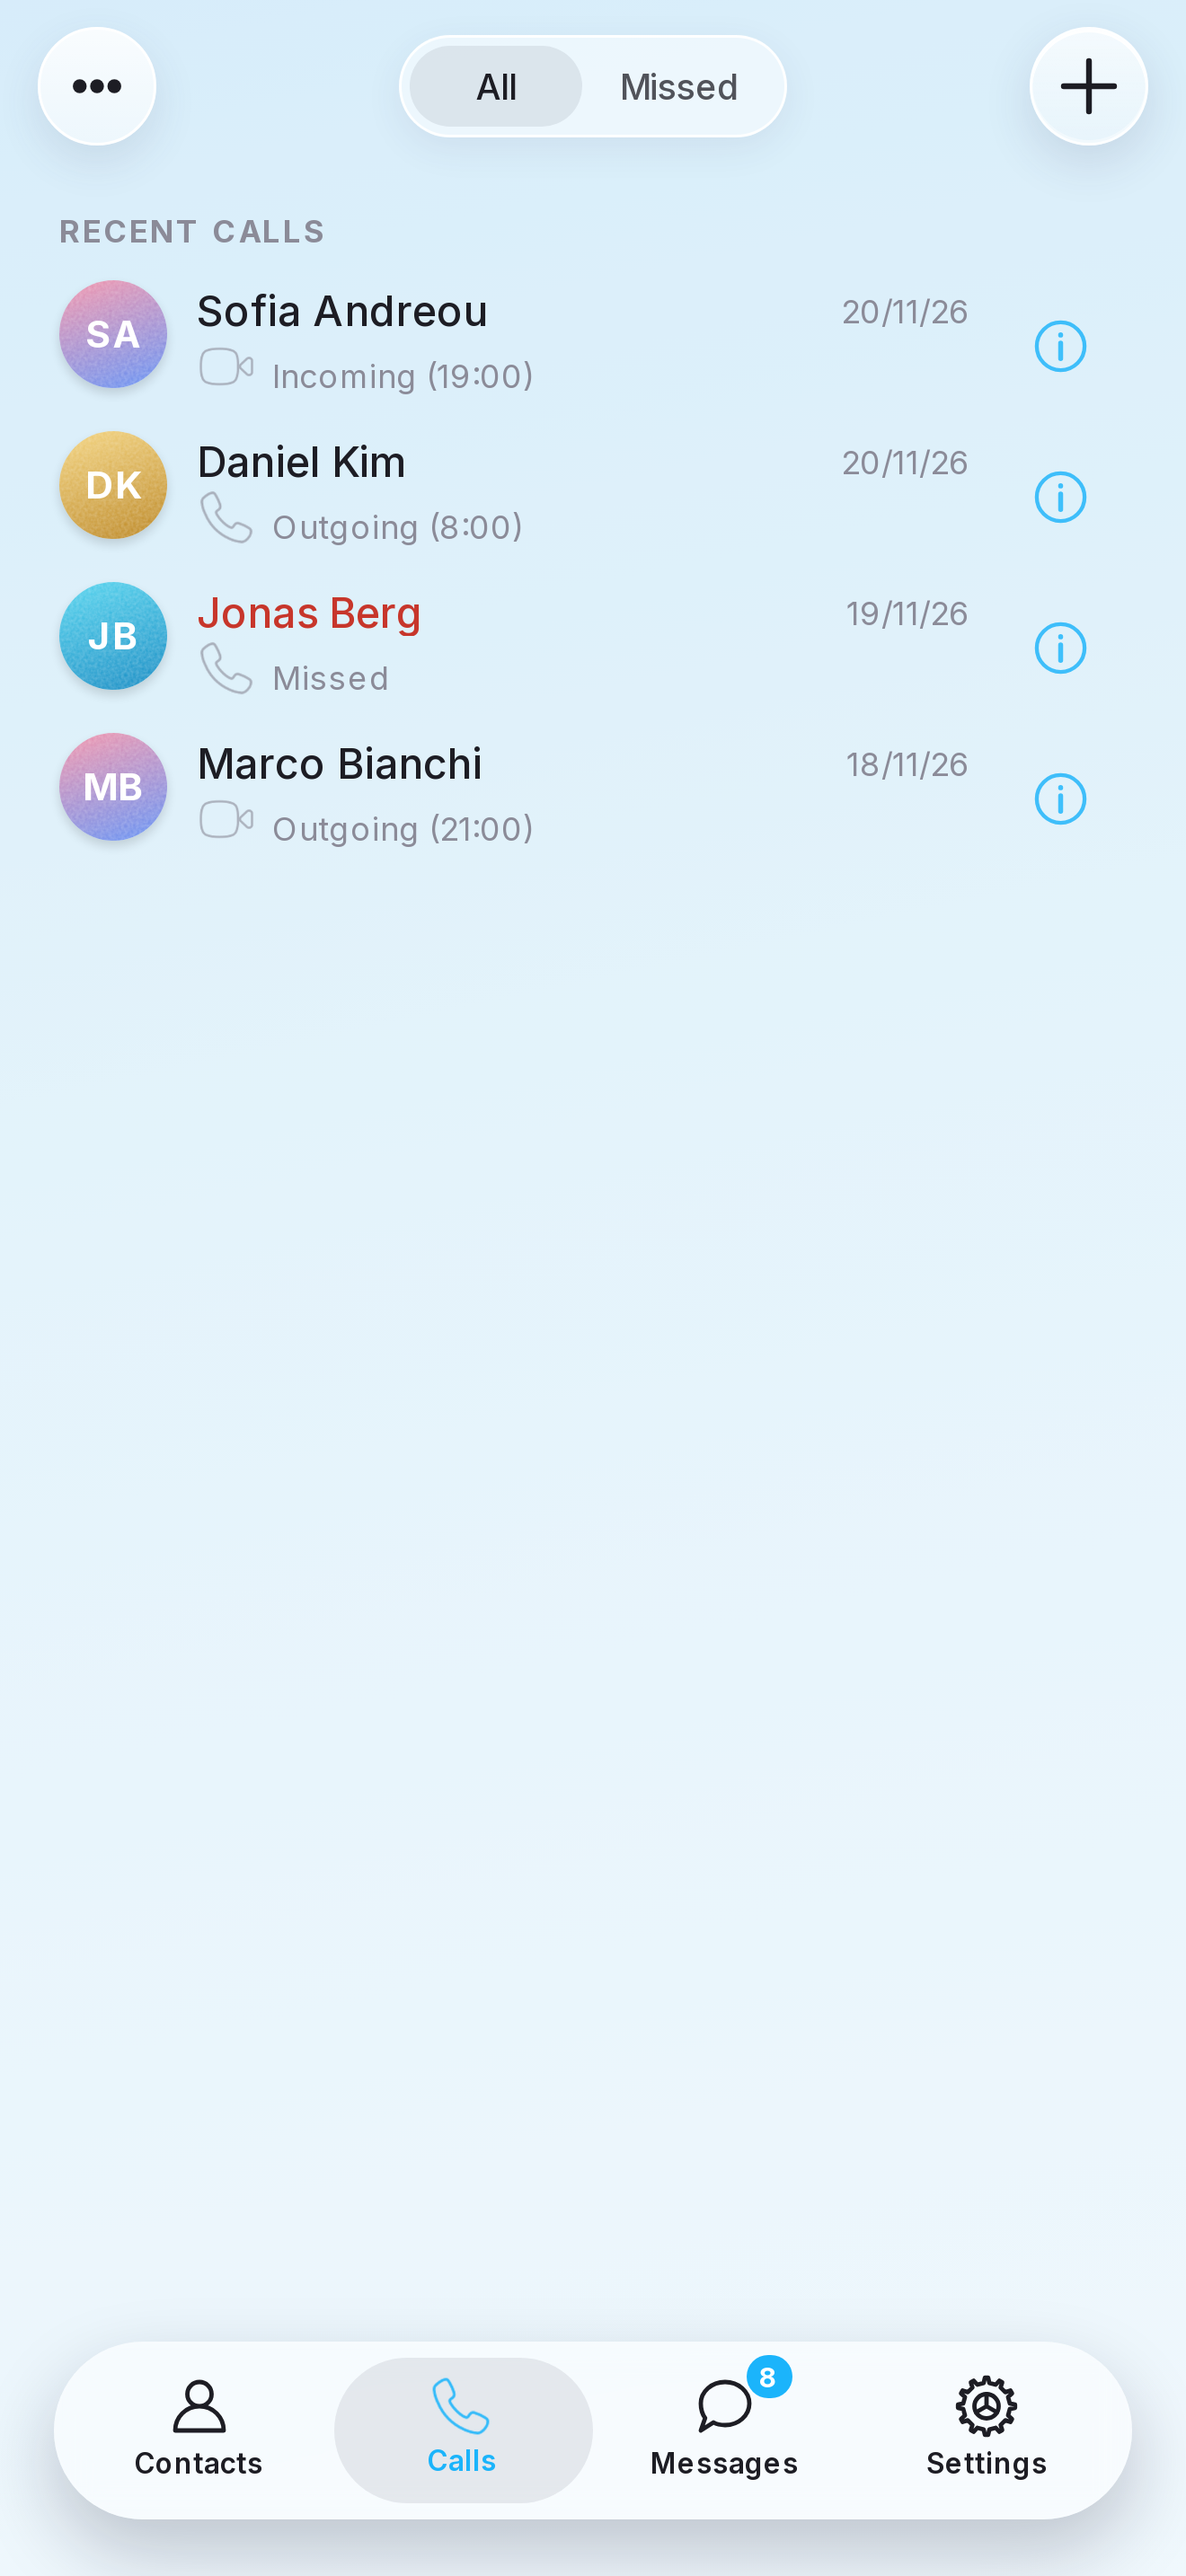 All Missed
RECENT CALLS
SA Sofia Andreou 20/11/26
Incoming (19:00)
DK Daniel Kim 20/11/26
Outgoing (8:00)
JB Jonas Berg 19/11/26
Missed
MB Marco Bianchi 18/11/26
Outgoing (21:00)
8
Contacts Calls Messages Settings